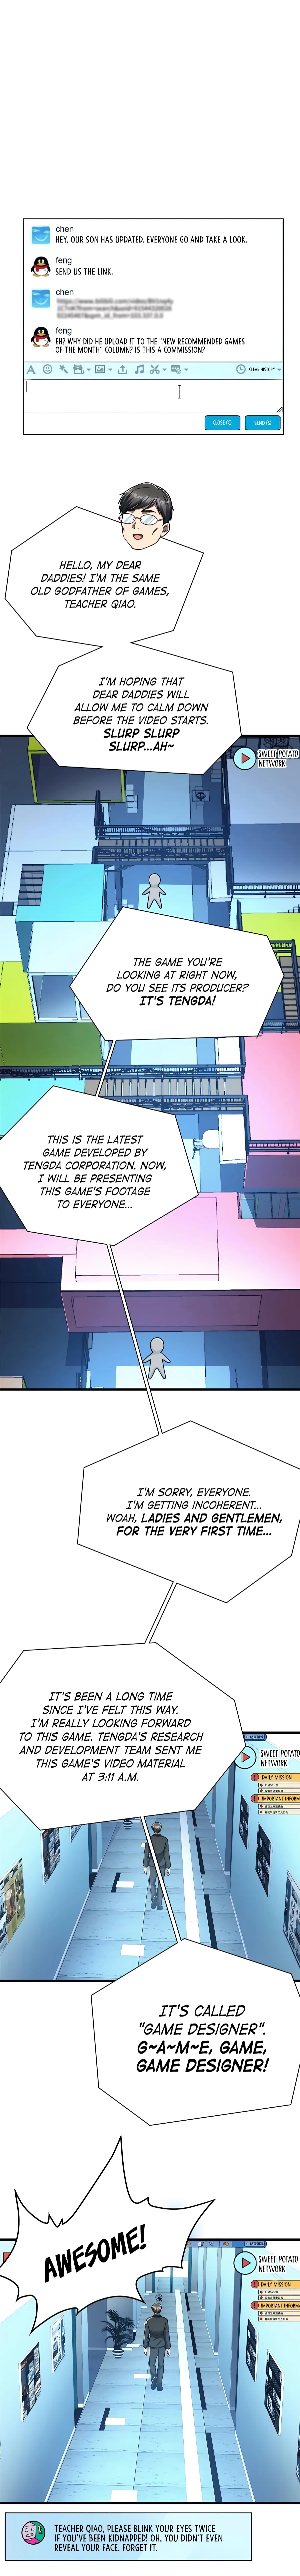 chen
HEY, OUR SON HAS UPDATED. EVERYONE GO AND TAKE A LOOK.
feng
SEND US THE LINK.
chen
feng
EH? WHY DID HE UPLOAD IT TO THE "NEW RECOMMENDED GAMES
OF THE MONTH" COLUMN? IS THIS A COMMISSION?
CLEAR HISTORY
CLOSE (C)
SEND (S)
HELLO, MY DEAR
DADDIES! I'M THE SAME
OLD GODFATHER OF GAMES,
TEACHER QIAO.
I'M HOPING THAT
DEAR DADDIES WILL
ALLOW ME TO CALM DOWN
BEFORE THE VIDEO STARTS.
SLURP SLURP
SLURP...AH~
SWEET POTATO
NETWORK
THE GAME YOU'RE
LOOKING AT RIGHT NOW,
DO YOU SEE ITS PRODUCER?
IT'S TENGDA!
THIS IS THE LATEST
GAME DEVELOPED BY
TENGDA CORPORATION. NOW,
I WILL BE PRESENTING
THIS GAME'S FOOTAGE
TO EVERYONE...
I'M SORRY, EVERYONE.
I'M GETTING INCOHERENT...
WOAH, LADIES AND GENTLEMEN,
FOR THE VERY FIRST TIME...
IT'S BEEN A LONG TIME
SINCE I'VE FELT THIS WAY.
I'M REALLY LOOKING FORWARD
TO THIS GAME. TENGDA'S RESEARCH
AND DEVELOPMENT TEAM SENT ME
THIS GAME'S VIDEO MATERIAL
AT 3:11 A.M.
SWEET POTATO
NETWORK
DAILY MISSION
IMPORTANT INFORM
IT'S CALLED
"GAME DESIGNER".
G~A~M~E, GAME,
GAME DESIGNER!
AWESOME!
SWEET POTATO
NETWORK
DAILY MISSION
IMPORTANT INFORM
TEACHER QIAO, PLEASE BLINK YOUR EYES TWICE
IF YOU'VE BEEN KIDNAPPED! OH, YOU DIDN'T EVEN
REVEAL YOUR FACE. FORGET IT.